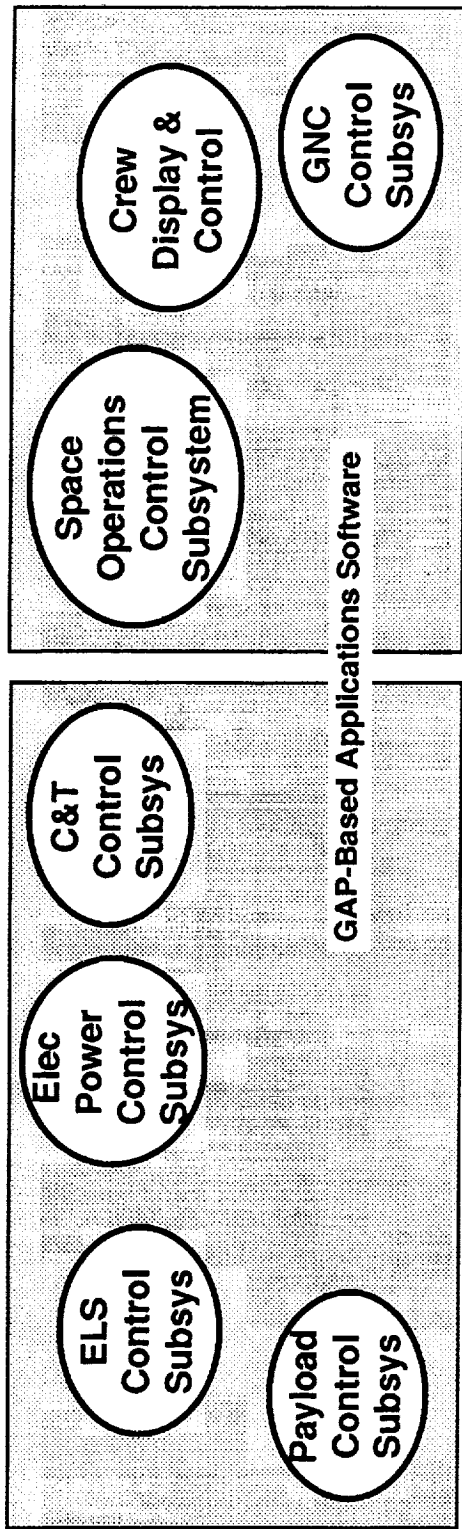 ELS
Control
Subsys
Elec
Power
Control
Subsys
C&T
Control
Subsys
Space
Operations
Control
Subsystem
Crew
Display &
Control
Payload
Control
Subsys
GAP-Based Applications Software
GNC
Control
Subsys